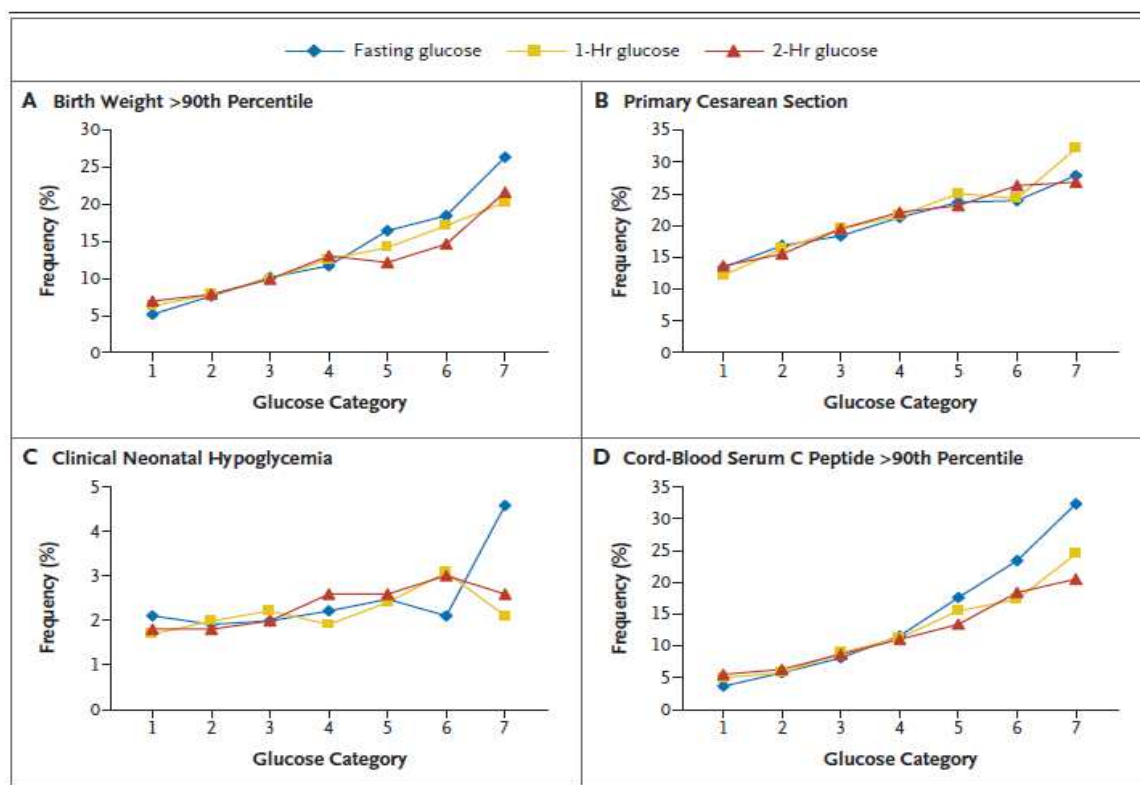 Fasting glucose 1-Hr glucose 2-Hr glucose
A Birth Weight >90th Percentile
30
25
20
15
10
5
0
Frequency (%)
1 2 3 4 5 6 7
Glucose Category
B Primary Cesarean Section
35
30
25
20
15
10
5
0
Frequency (%)
1 2 3 4 5 6 7
Glucose Category
C Clinical Neonatal Hypoglycemia
5
4
3
2
1
0
Frequency (%)
1 2 3 4 5 6 7
Glucose Category
D Cord-Blood Serum C Peptide >90th Percentile
35
30
25
20
15
10
5
0
Frequency (%)
1 2 3 4 5 6 7
Glucose Category